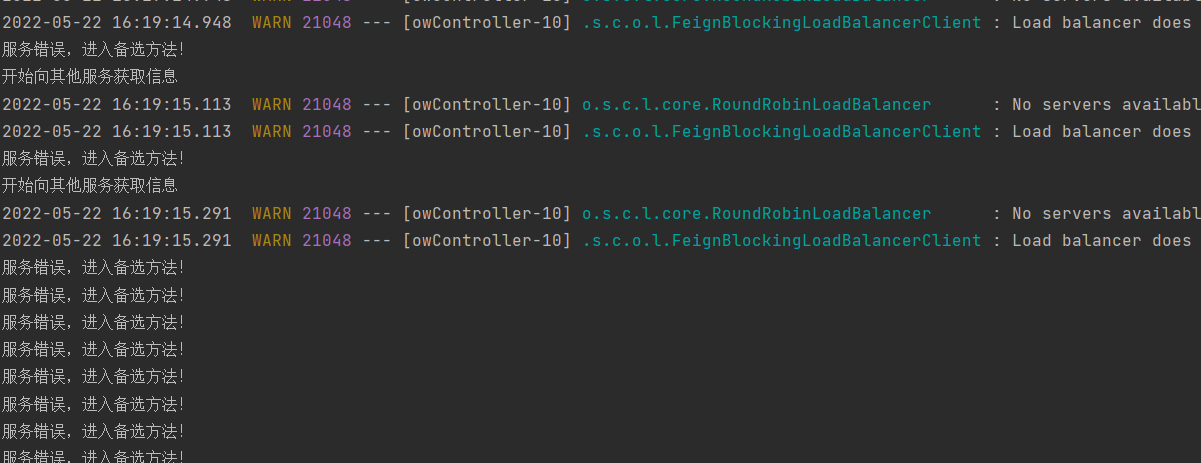 2022-05-22 16:19:14.948  WARN 21048 --- [owController-10] .s.c.o.l.FeignBlockingLoadBalancerClient : Load balancer does
服务错误，进入备选方法！
开始向其他服务获取信息
2022-05-22 16:19:15.113  WARN 21048 --- [owController-10] o.s.c.l.core.RoundRobinLoadBalancer      : No servers availabl
2022-05-22 16:19:15.113  WARN 21048 --- [owController-10] .s.c.o.l.FeignBlockingLoadBalancerClient : Load balancer does
服务错误，进入备选方法！
开始向其他服务获取信息
2022-05-22 16:19:15.291  WARN 21048 --- [owController-10] o.s.c.l.core.RoundRobinLoadBalancer      : No servers availabl
2022-05-22 16:19:15.291  WARN 21048 --- [owController-10] .s.c.o.l.FeignBlockingLoadBalancerClient : Load balancer does
服务错误，进入备选方法！
服务错误，进入备选方法！
服务错误，进入备选方法！
服务错误，进入备选方法！
服务错误，进入备选方法！
服务错误，进入备选方法！
服务错误，进入备选方法！
服务错误，进入备选方法！